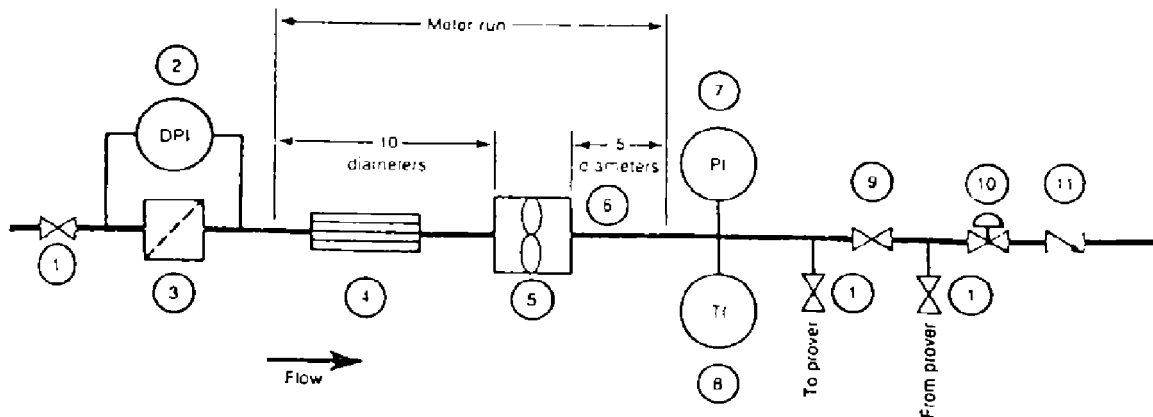 Motor run
2
7
DPI
10
diameters
5
diameters
PI
9
10
11
6
1
3
4
5
TI
1
1
8
To prover
From prover
Flow